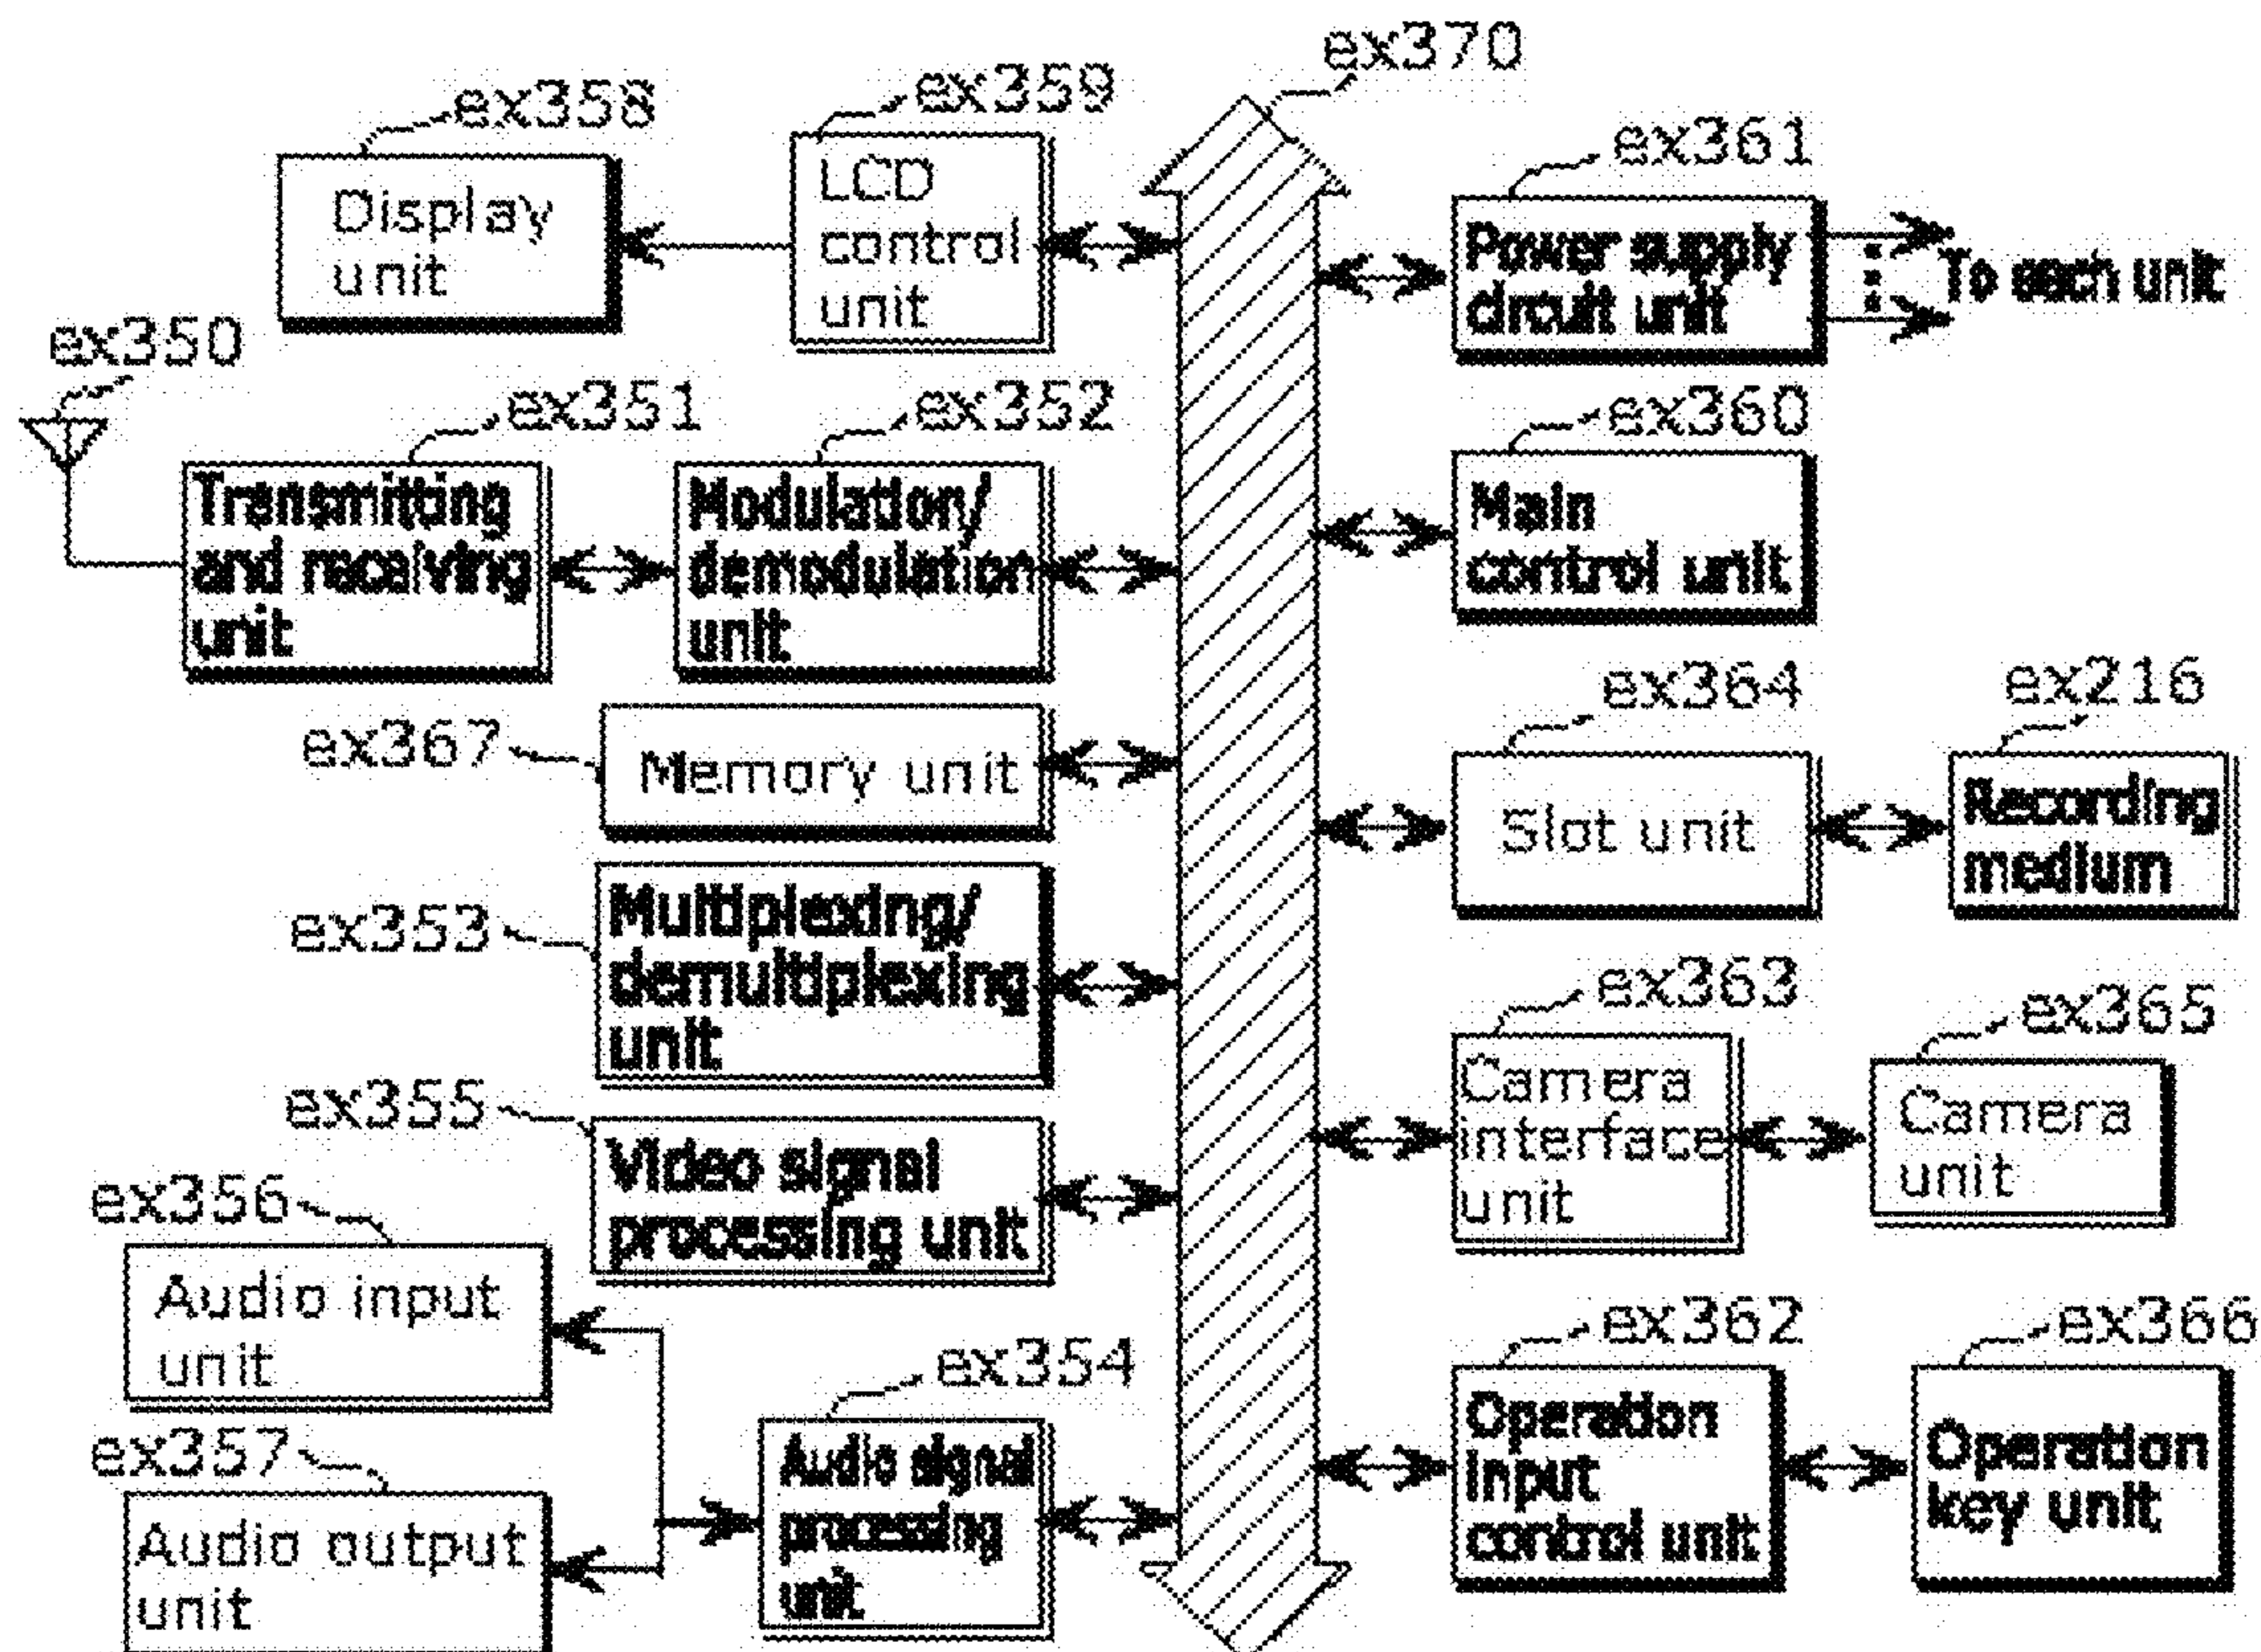 ex370
ex358
ex359
ex361
Display
unit
LCD
control
unit
Power supply
circuit unit
To each unit
ex350
ex351
ex352
ex360
Transmitting
and receiving
unit
Modulation/
demodulation
unit
Main
control unit
ex367
Memory unit
ex364
ex216
Slot unit
Recording
medium
ex353
Multiplexing/
demultiplexing
unit
ex363
ex365
Camera
interface
unit
Camera
unit
ex355
Video signal
processing unit
ex356
Audio input
unit
ex357
Audio output
unit
ex354
Audio signal
processing
unit
ex362
ex366
Operation
input
control unit
Operation
key unit